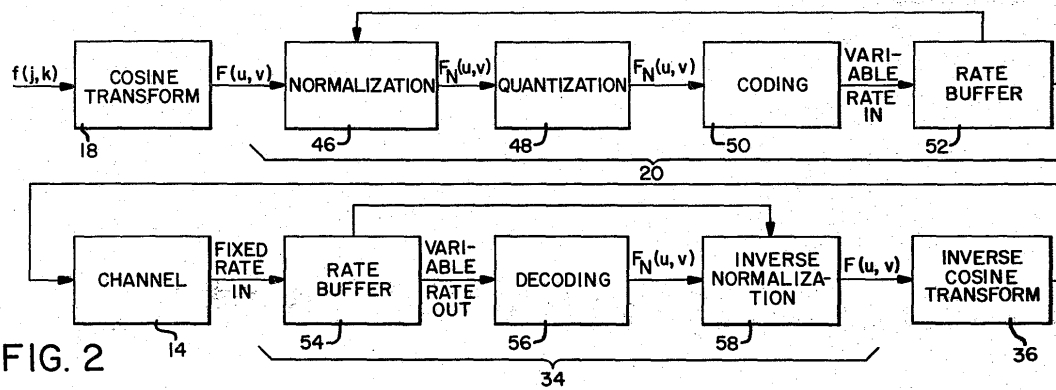 f(j,k)
COSINE
TRANSFORM
18
F(u,v)
NORMALIZATION
46
F_N(u,v)
QUANTIZATION
48
F_N(u,v)
CODING
50
VARI-
ABLE
RATE
IN
RATE
BUFFER
52
20
CHANNEL
14
FIXED
RATE
IN
RATE
BUFFER
54
VARI-
ABLE
RATE
OUT
DECODING
56
F_N(u,v)
INVERSE
NORMALIZA-
TION
58
F(u,v)
INVERSE
COSINE
TRANSFORM
36
34
FIG. 2